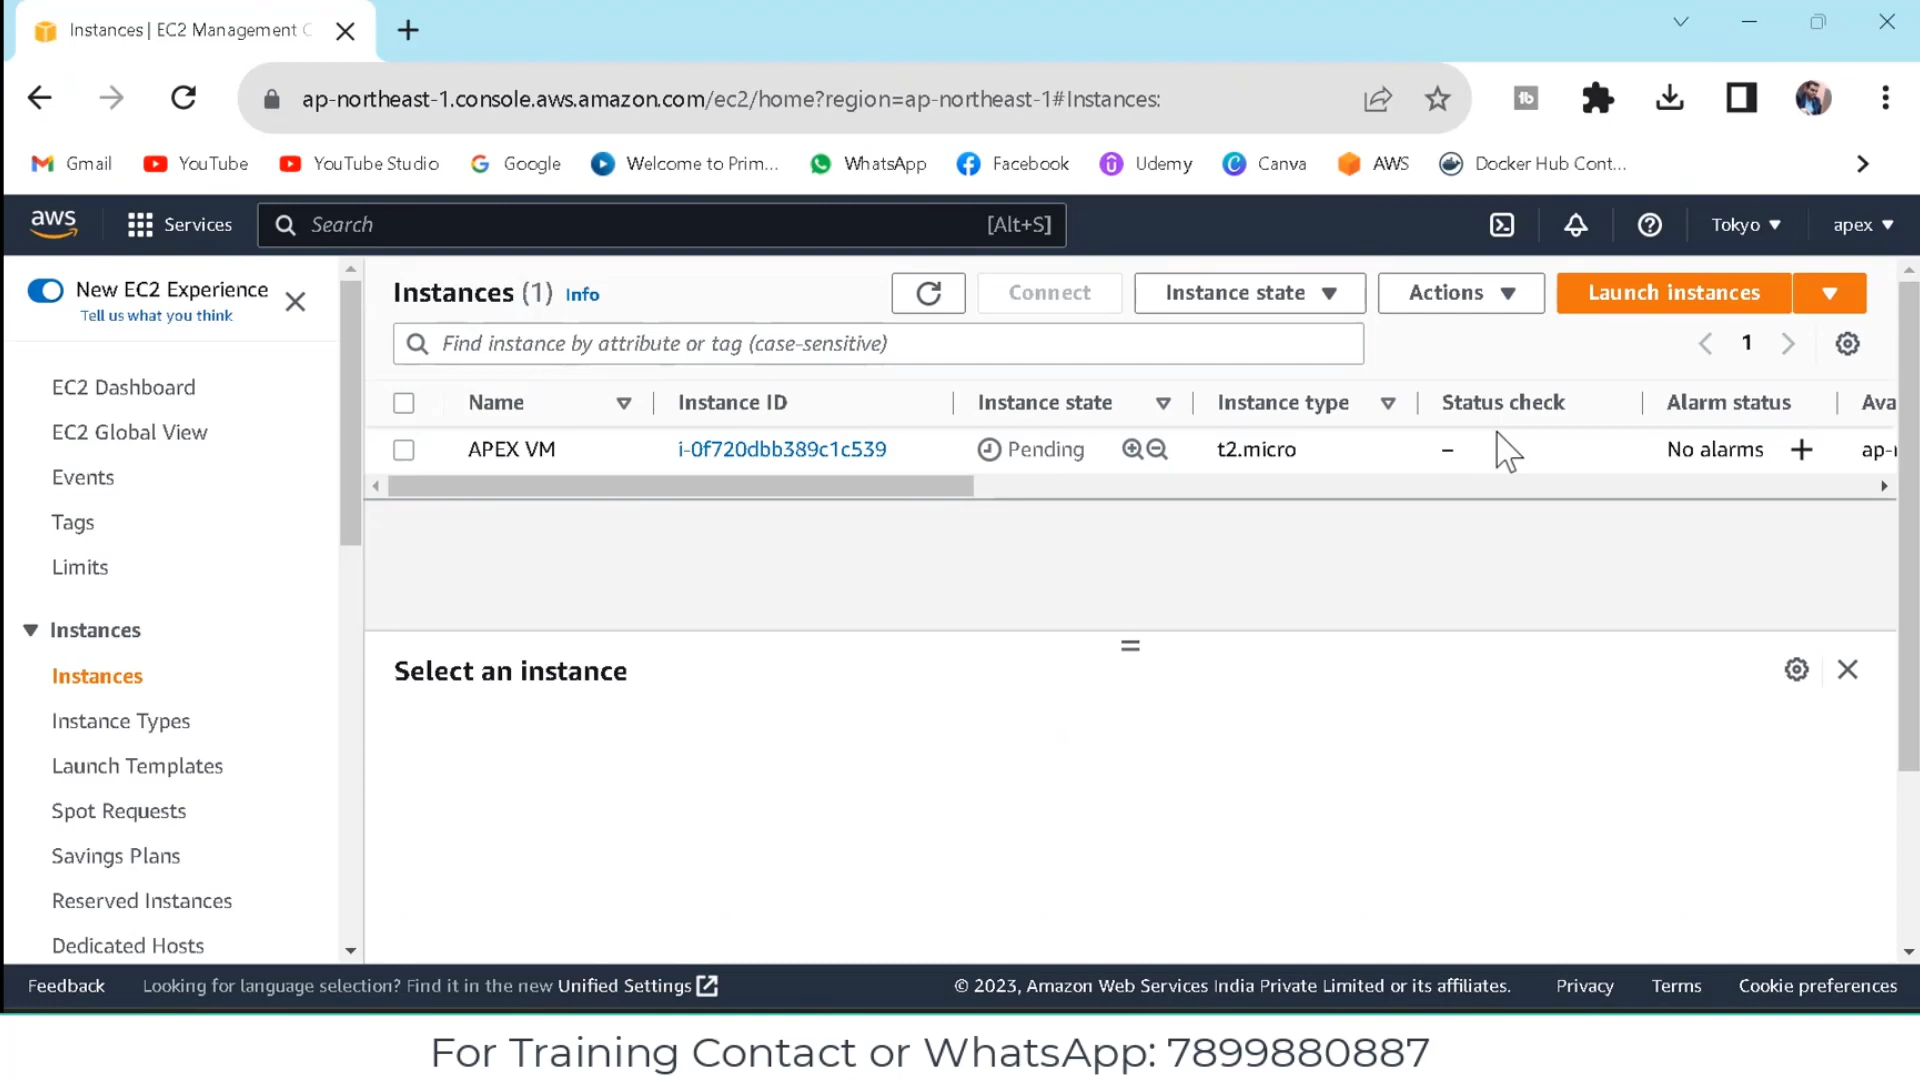 Instances | EC2 Management C
ap-northeast-1.console.aws.amazon.com/ec2/home?region=ap-northeast-1#Instances:
Gmail YouTube YouTube Studio Google Welcome to Prim... WhatsApp Facebook Udemy Canva AWS Docker Hub Cont...
aws Services Search [Alt+S] Tokyo apex
New EC2 Experience
Tell us what you think
EC2 Dashboard
EC2 Global View
Events
Tags
Limits
Instances
Instances
Instance Types
Launch Templates
Spot Requests
Savings Plans
Reserved Instances
Dedicated Hosts
Instances (1) Info Connect Instance state Actions Launch instances
Find instance by attribute or tag (case-sensitive) 1
Name Instance ID Instance state Instance type Status check Alarm status Ava
APEX VM i-0f720dbb389c1c539 Pending t2.micro – No alarms + ap-n
Select an instance
Feedback Looking for language selection? Find it in the new Unified Settings © 2023, Amazon Web Services India Private Limited or its affiliates. Privacy Terms Cookie preferences
For Training Contact or WhatsApp: 7899880887